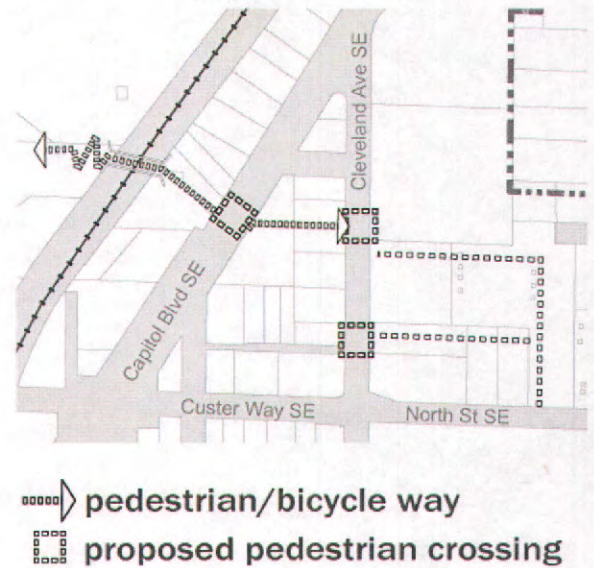 Cleveland Ave SE
Capitol Blvd SE
Custer Way SE
North St SE
pedestrian/bicycle way
proposed pedestrian crossing